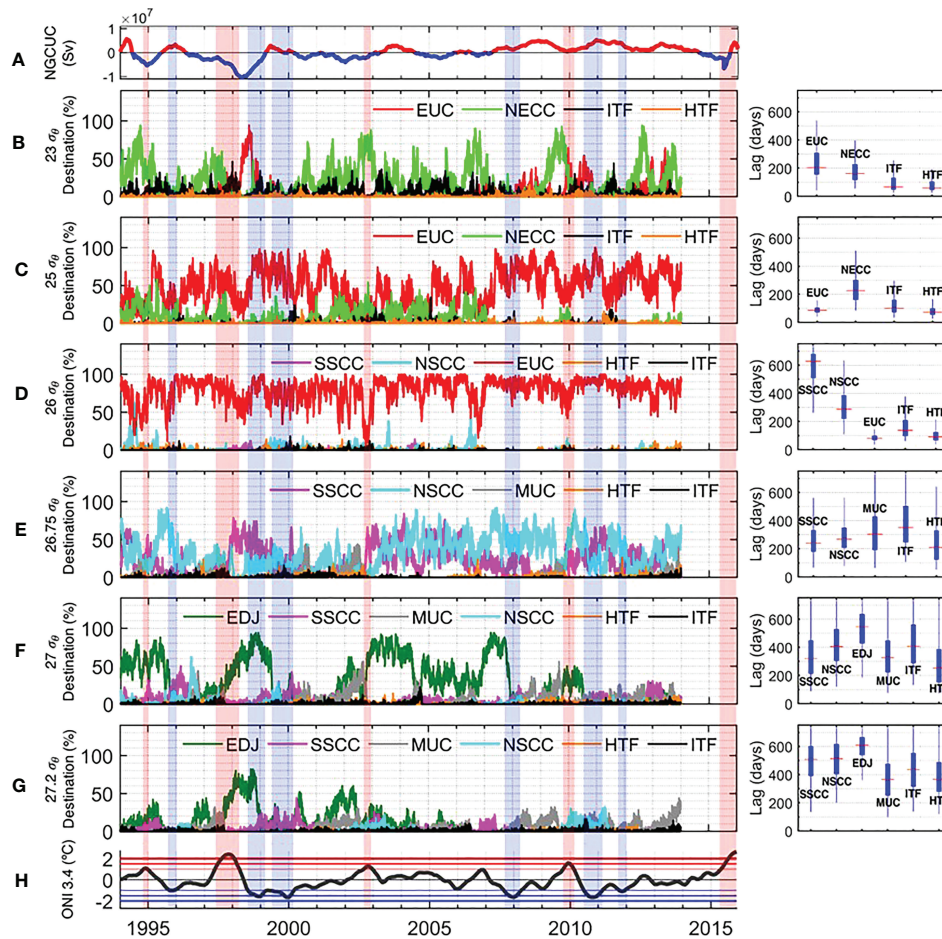 × 10⁷
A
NGCUC
(Sv)
1
0
-1
B
23 σθ
Destination (%)
100
50
0
EUC NECC ITF HTF
Lag (days)
600
400
200
0
EUC
NECC
ITF
HTF
C
25 σθ
Destination (%)
100
50
0
EUC NECC ITF HTF
Lag (days)
600
400
200
0
EUC
NECC
ITF
HTF
D
26 σθ
Destination (%)
100
50
0
SSCC NSCC EUC HTF ITF
Lag (days)
600
400
200
0
SSCC
NSCC
EUC
ITF
HTF
E
26.75 σθ
Destination (%)
100
50
0
SSCC NSCC MUC HTF ITF
Lag (days)
600
400
200
0
SSCC
NSCC
MUC
ITF
HTF
F
27 σθ
Destination (%)
100
50
0
EDJ SSCC MUC NSCC HTF ITF
Lag (days)
600
400
200
0
SSCC
NSCC
EDJ
MUC
ITF
HT
G
27.2 σθ
Destination (%)
100
50
0
EDJ SSCC MUC NSCC HTF ITF
Lag (days)
600
400
200
0
SSCC
NSCC
EDJ
MUC
ITF
HT
H
ONI 3.4 (ºC)
2
0
-2
1995 2000 2005 2010 2015